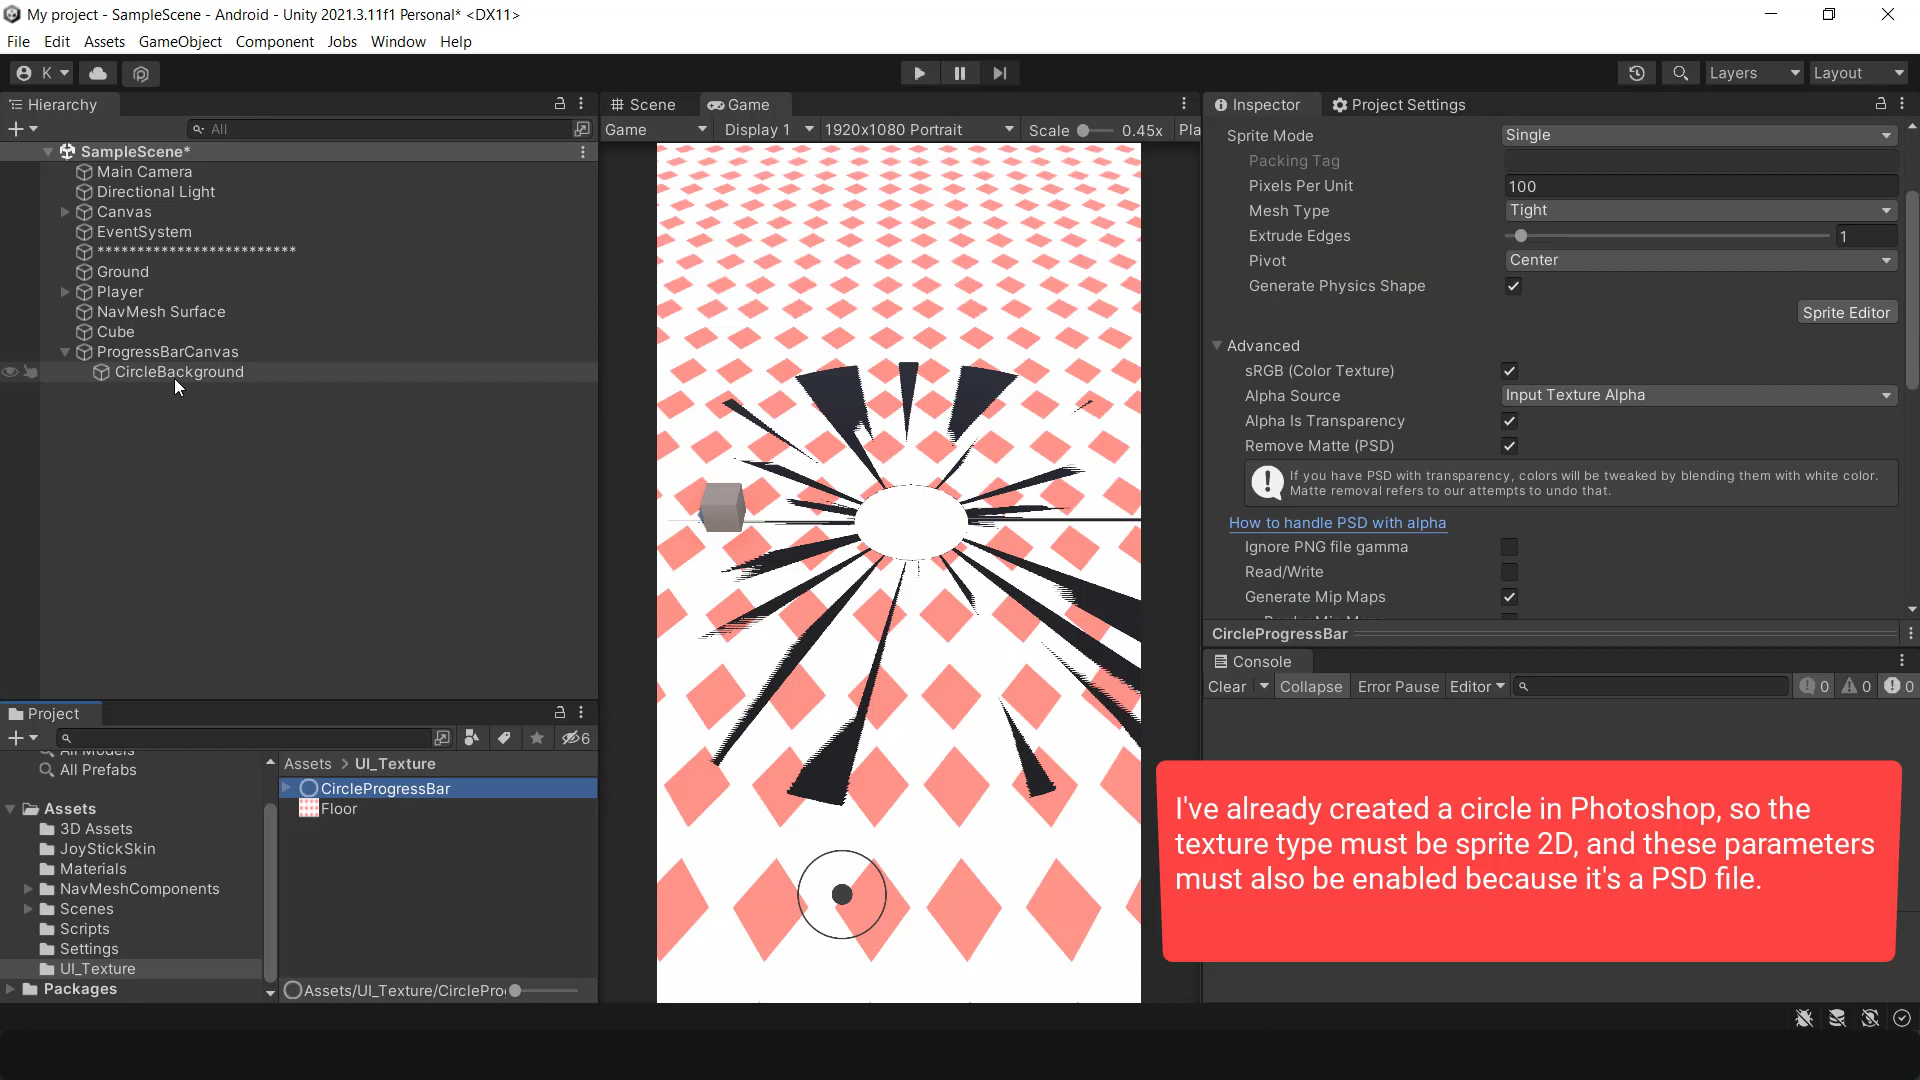 My project - SampleScene - Android - Unity 2021.3.11f1 Personal* <DX11>
File Edit Assets GameObject Component Jobs Window Help
K
Layers
Layout
Hierarchy
All
SampleScene*
Main Camera
Directional Light
Canvas
EventSystem
*************************
Ground
Player
NavMesh Surface
Cube
ProgressBarCanvas
CircleBackground
Scene
Game
Game
Display 1
1920x1080 Portrait
Scale
0.45x
Pla
Inspector
Project Settings
Sprite Mode
Single
Packing Tag
Pixels Per Unit
100
Mesh Type
Tight
Extrude Edges
1
Pivot
Center
Generate Physics Shape
Sprite Editor
Advanced
sRGB (Color Texture)
Alpha Source
Input Texture Alpha
Alpha Is Transparency
Remove Matte (PSD)
If you have PSD with transparency, colors will be tweaked by blending them with white color.
Matte removal refers to our attempts to undo that.
How to handle PSD with alpha
Ignore PNG file gamma
Read/Write
Generate Mip Maps
CircleProgressBar
Console
Clear
Collapse
Error Pause
Editor
0
0
0
Project
6
All Models
All Prefabs
Assets
3D Assets
JoyStickSkin
Materials
NavMeshComponents
Scenes
Scripts
Settings
UI_Texture
Packages
Assets > UI_Texture
CircleProgressBar
Floor
Assets/UI_Texture/CirclePro
I've already created a circle in Photoshop, so the
texture type must be sprite 2D, and these parameters
must also be enabled because it's a PSD file.